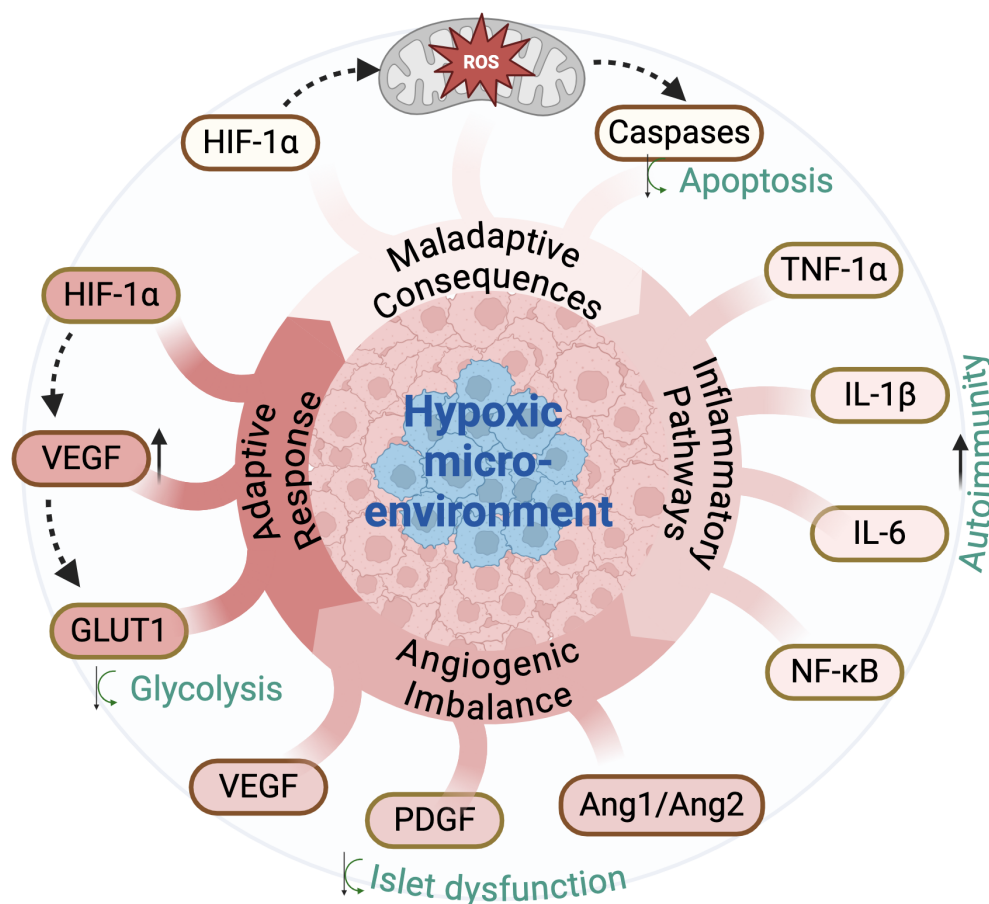 ROS
HIF-1α
Caspases
Apoptosis
Maladaptive
Consequences
TNF-1α
HIF-1α
IL-1β
Inflammatory
Pathways
Autoimmunity
Adaptive
Response
Hypoxic
micro-
environment
VEGF
IL-6
GLUT1
Glycolysis
Angiogenic
Imbalance
NF-κB
VEGF
PDGF
Ang1/Ang2
Islet dysfunction